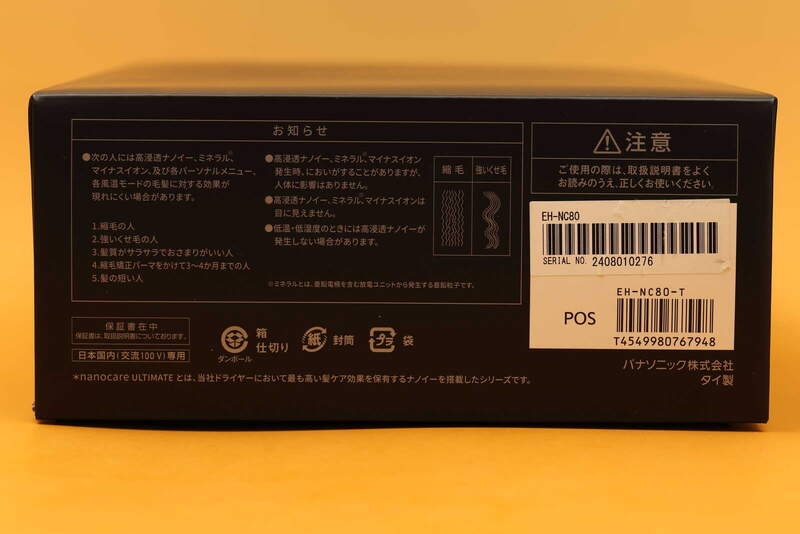 お知らせ
●次の人には高浸透ナノイー、ミネラル※、
マイナスイオン、及び各パーソナルメニュー、
各風温モードの毛髪に対する効果が
現れにくい場合があります。
1.縮毛の人
2.強いくせ毛の人
3.髪質がサラサラでおさまりがいい人
4.縮毛矯正パーマをかけて3～4か月までの人
5.髪の短い人
●高浸透ナノイー、ミネラル※、マイナスイオン
発生時、においがすることがありますが、
人体に影響はありません。
●高浸透ナノイー、ミネラル※、マイナスイオンは
目に見えません。
●低温・低湿度のときには高浸透ナノイーが
発生しない場合があります。
縮毛 強いくせ毛
※ミネラルとは、亜鉛電極を含む放電ユニットから発生する亜鉛粒子です。
注意
ご使用の際は、取扱説明書をよく
お読みのうえ、正しくお使いください。
EH-NC80
SERIAL NO. 2408010276
EH-NC80-T
POS
T4549980767948
パナソニック株式会社
タイ製
保証書在中
保証書は、取扱説明書についております。
日本国内(交流100V)専用
ダンボール
箱
仕切り
紙
封筒
プラ
袋
*nanocare ULTIMATE とは、当社ドライヤーにおいて最も高い髪ケア効果を保有するナノイーを搭載したシリーズです。